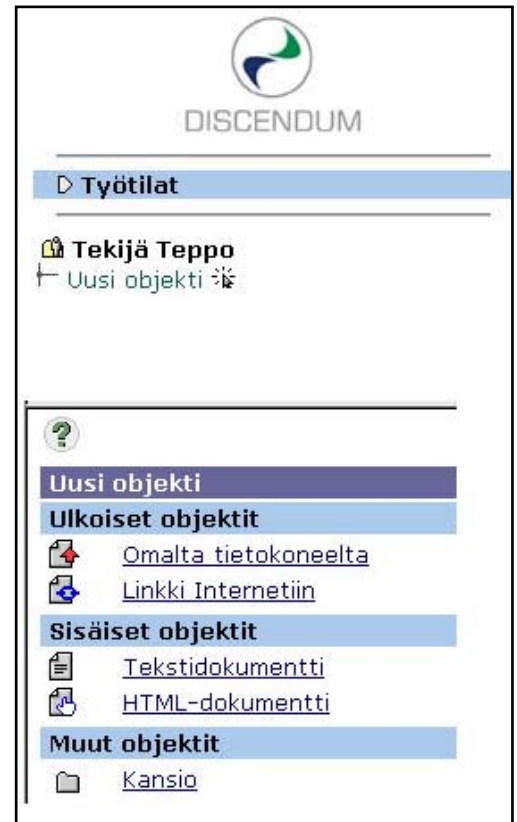 DISCENDUM
Työtilat
Tekijä Teppo
Uusi objekti
?
Uusi objekti
Ulkoiset objektit
Omalta tietokoneelta
Linkki Internetiin
Sisäiset objektit
Tekstidokumentti
HTML-dokumentti
Muut objektit
Kansio